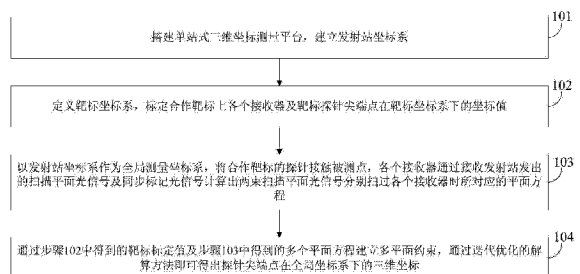 101
搭建单站式三维坐标测量平台，建立发射站坐标系
102
定义靶标坐标系，标定合作靶标上各个接收器及靶标探针尖端点在靶标坐标系下的坐标值
103
以发射站坐标系作为全局测量坐标系，将合作靶标的探针接触被测点，各个接收器通过接收发射站发出
的扫描平面光信号及同步标记光信号计算出两束扫描平面光信号分别扫过各个接收器时所对应的平面方
程
104
通过步骤102中得到的靶标标定值及步骤103中得到的多个平面方程建立多平面约束，通过迭代优化的解
算方法即可得出探针尖端点在全局坐标系下的三维坐标